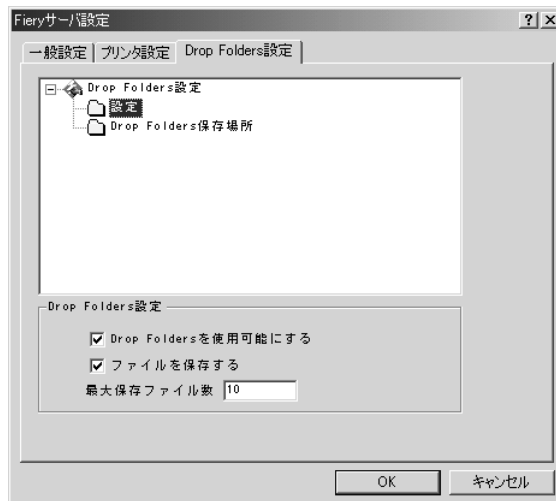 Fieryサーバ設定
一般設定 プリンタ設定 Drop Folders設定
Drop Folders設定
設定
Drop Folders保存場所
Drop Folders設定
Drop Foldersを使用可能にする
ファイルを保存する
最大保存ファイル数 10
OK キャンセル